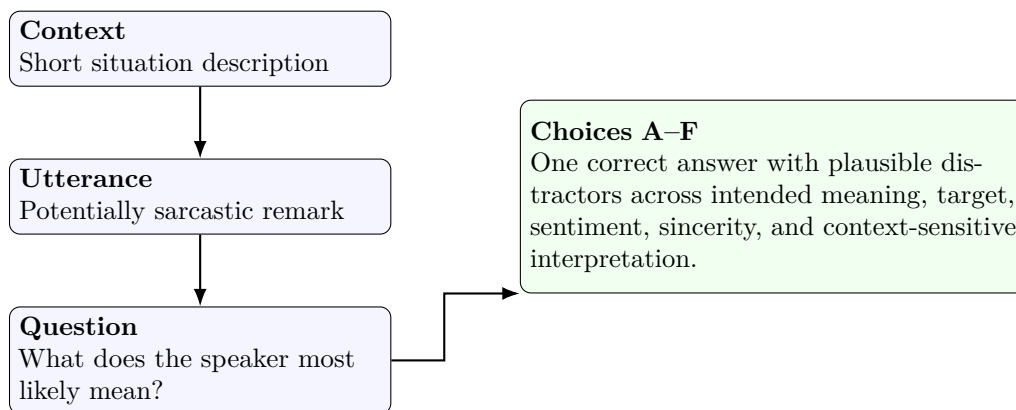 Context
Short situation description
Utterance
Potentially sarcastic remark
Question
What does the speaker most
likely mean?
Choices A–F
One correct answer with plausible dis-
tractors across intended meaning, target,
sentiment, sincerity, and context-sensitive
interpretation.